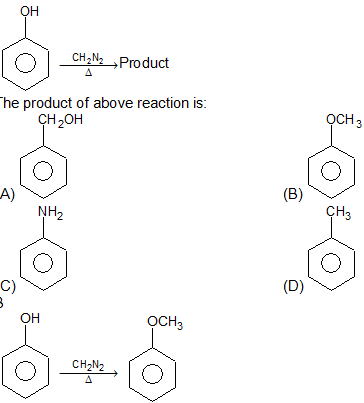 OH
CH2N2
Δ
Product
The product of above reaction is:
CH2OH OCH3
A) (B)
NH2 CH3
C) (D)
B
OH OCH3
CH2N2
Δ